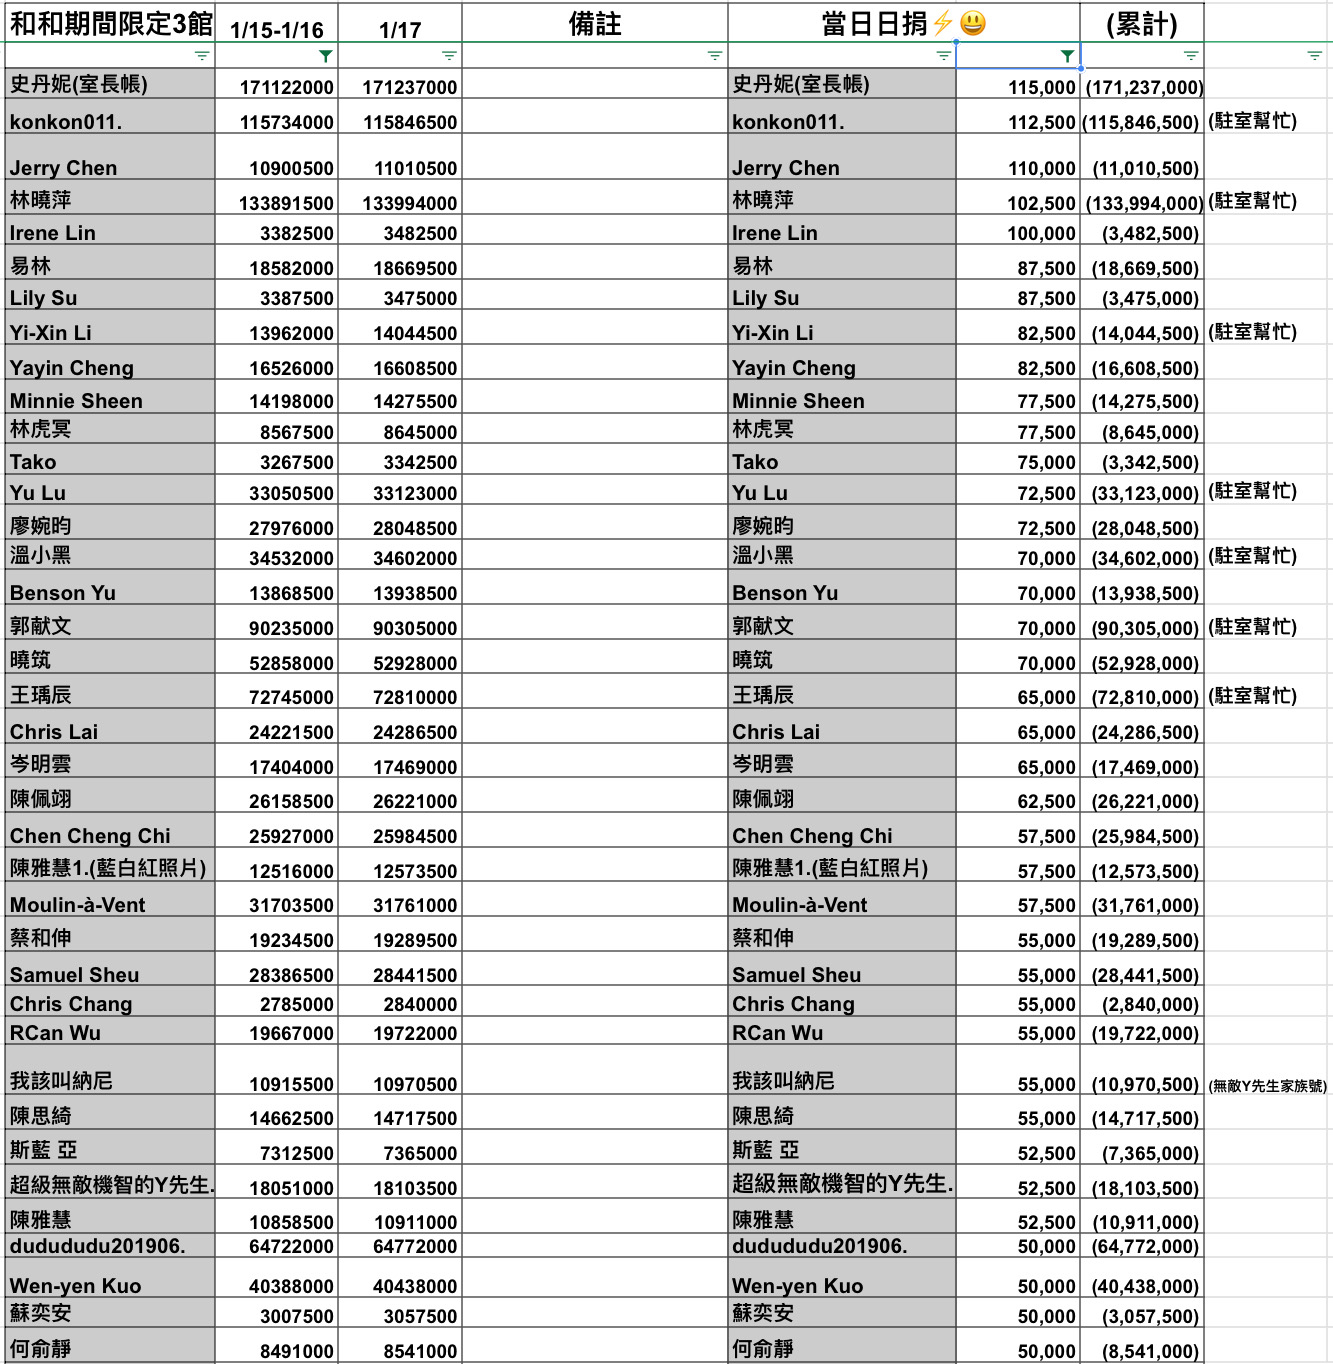 和和期間限定3館 1/15-1/16 1/17 備註 當日日捐⚡😃 (累計)
史丹妮(室長帳) 171122000 171237000 史丹妮(室長帳) 115,000 (171,237,000)
konkon011. 115734000 115846500 konkon011. 112,500 (115,846,500) (駐室幫忙)
Jerry Chen 10900500 11010500 Jerry Chen 110,000 (11,010,500)
林曉萍 133891500 133994000 林曉萍 102,500 (133,994,000) (駐室幫忙)
Irene Lin 3382500 3482500 Irene Lin 100,000 (3,482,500)
易林 18582000 18669500 易林 87,500 (18,669,500)
Lily Su 3387500 3475000 Lily Su 87,500 (3,475,000)
Yi-Xin Li 13962000 14044500 Yi-Xin Li 82,500 (14,044,500) (駐室幫忙)
Yayin Cheng 16526000 16608500 Yayin Cheng 82,500 (16,608,500)
Minnie Sheen 14198000 14275500 Minnie Sheen 77,500 (14,275,500)
林虎冥 8567500 8645000 林虎冥 77,500 (8,645,000)
Tako 3267500 3342500 Tako 75,000 (3,342,500)
Yu Lu 33050500 33123000 Yu Lu 72,500 (33,123,000) (駐室幫忙)
廖婉昀 27976000 28048500 廖婉昀 72,500 (28,048,500)
溫小黑 34532000 34602000 溫小黑 70,000 (34,602,000) (駐室幫忙)
Benson Yu 13868500 13938500 Benson Yu 70,000 (13,938,500)
郭献文 90235000 90305000 郭献文 70,000 (90,305,000) (駐室幫忙)
曉筑 52858000 52928000 曉筑 70,000 (52,928,000)
王瑀辰 72745000 72810000 王瑀辰 65,000 (72,810,000) (駐室幫忙)
Chris Lai 24221500 24286500 Chris Lai 65,000 (24,286,500)
岑明雲 17404000 17469000 岑明雲 65,000 (17,469,000)
陳佩翊 26158500 26221000 陳佩翊 62,500 (26,221,000)
Chen Cheng Chi 25927000 25984500 Chen Cheng Chi 57,500 (25,984,500)
陳雅慧1.(藍白紅照片) 12516000 12573500 陳雅慧1.(藍白紅照片) 57,500 (12,573,500)
Moulin-à-Vent 31703500 31761000 Moulin-à-Vent 57,500 (31,761,000)
蔡和伸 19234500 19289500 蔡和伸 55,000 (19,289,500)
Samuel Sheu 28386500 28441500 Samuel Sheu 55,000 (28,441,500)
Chris Chang 2785000 2840000 Chris Chang 55,000 (2,840,000)
RCan Wu 19667000 19722000 RCan Wu 55,000 (19,722,000)
我該叫納尼 10915500 10970500 我該叫納尼 55,000 (10,970,500) (無敵Y先生家族號)
陳思綺 14662500 14717500 陳思綺 55,000 (14,717,500)
斯藍 亞 7312500 7365000 斯藍 亞 52,500 (7,365,000)
超級無敵機智的Y先生. 18051000 18103500 超級無敵機智的Y先生. 52,500 (18,103,500)
陳雅慧 10858500 10911000 陳雅慧 52,500 (10,911,000)
dudududu201906. 64722000 64772000 dudududu201906. 50,000 (64,772,000)
Wen-yen Kuo 40388000 40438000 Wen-yen Kuo 50,000 (40,438,000)
蘇奕安 3007500 3057500 蘇奕安 50,000 (3,057,500)
何俞靜 8491000 8541000 何俞靜 50,000 (8,541,000)